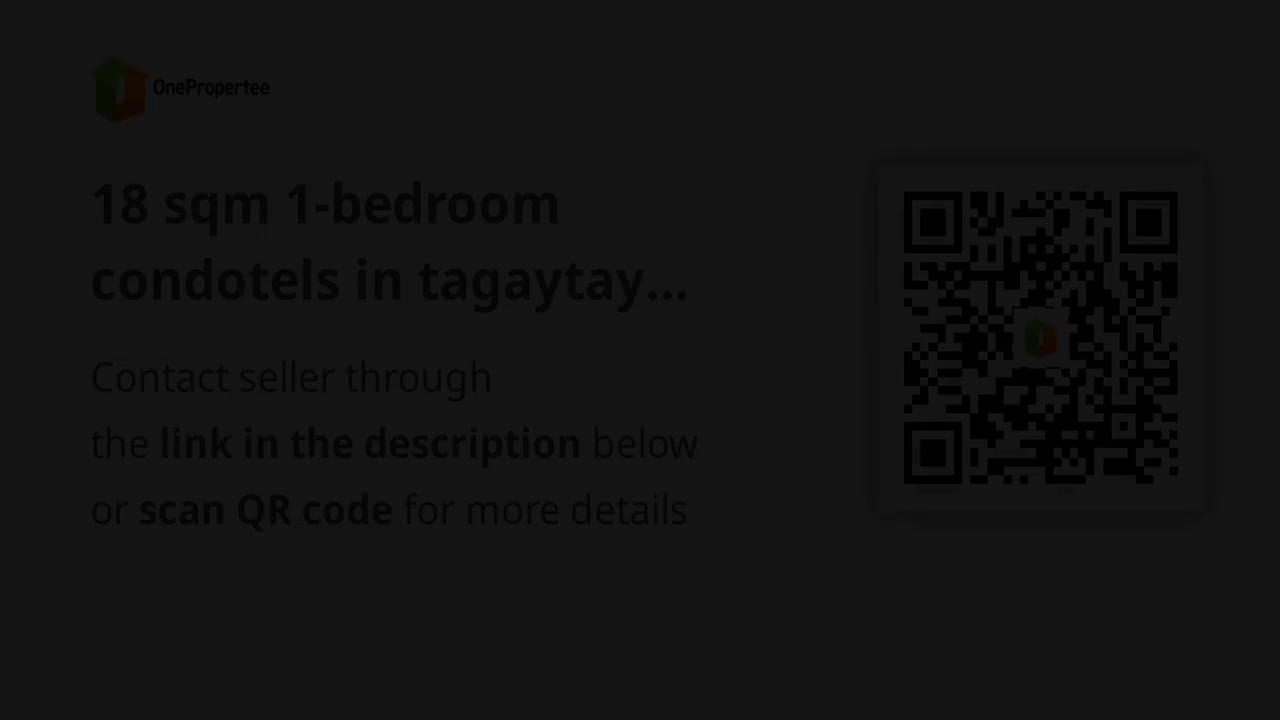 OnePropertee
18 sqm 1-bedroom
condotels in tagaytay...
Contact seller through
the link in the description below
or scan QR code for more details